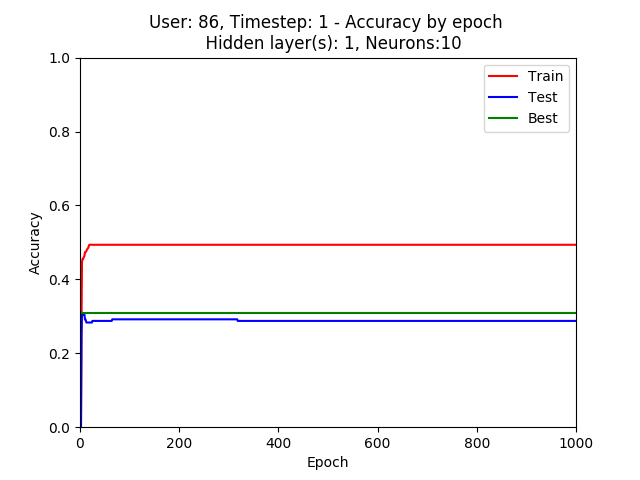 User: 86, Timestep: 1 - Accuracy by epoch
Hidden layer(s): 1, Neurons:10
1.0
0.8
0.6
0.4
0.2
0.0
Accuracy
Train
Test
Best
0 200 400 600 800 1000
Epoch